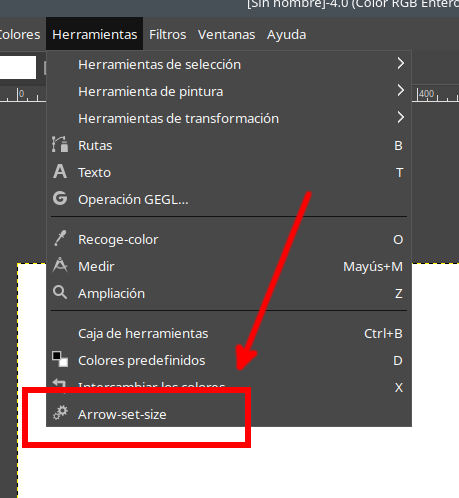 [Sin nombre]-4.0 (Color RGB Entero
Colores Herramientas Filtros Ventanas Ayuda
0 400
Herramientas de selección
Herramienta de pintura
Herramientas de transformación
Rutas B
Texto T
Operación GEGL...
Recoge-color O
Medir Mayús+M
Ampliación Z
Caja de herramientas Ctrl+B
Colores predefinidos D
Intercambiar los colores X
Arrow-set-size